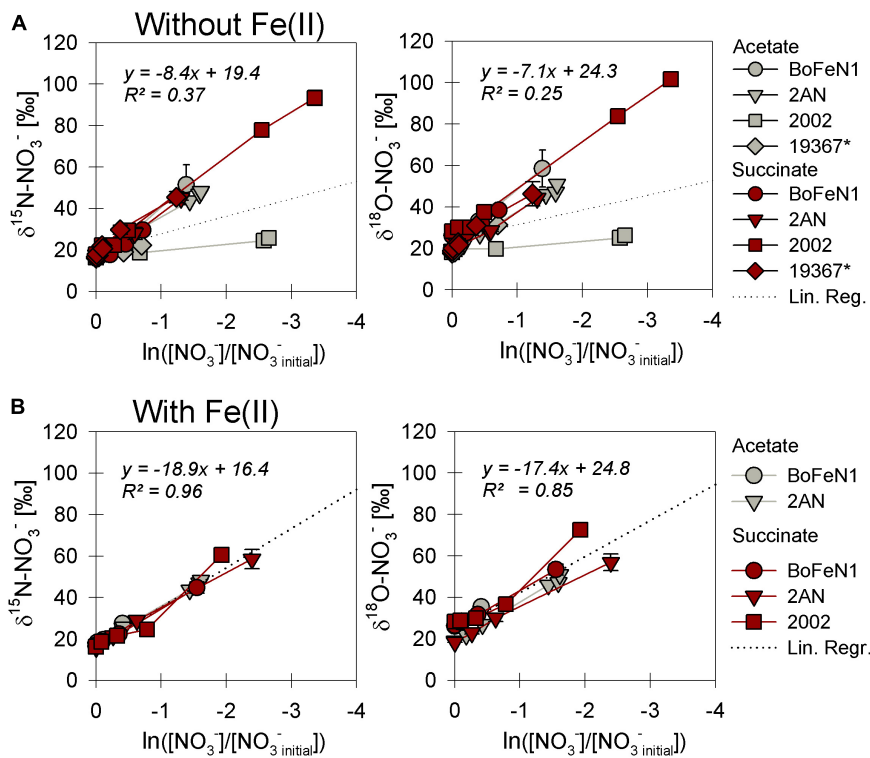 A
Without Fe(II)
y = -8.4x + 19.4
R² = 0.37
δ¹⁵N-NO₃⁻ [‰]
120
100
80
60
40
20
0
0 -1 -2 -3 -4
ln([NO₃⁻]/[NO₃⁻ initial])
y = -7.1x + 24.3
R² = 0.25
δ¹⁸O-NO₃⁻ [‰]
120
100
80
60
40
20
0
0 -1 -2 -3 -4
ln([NO₃⁻]/[NO₃⁻ initial])
Acetate
BoFeN1
2AN
2002
19367*
Succinate
BoFeN1
2AN
2002
19367*
Lin. Reg.
B
With Fe(II)
y = -18.9x + 16.4
R² = 0.96
δ¹⁵N-NO₃⁻ [‰]
120
100
80
60
40
20
0
0 -1 -2 -3 -4
ln([NO₃⁻]/[NO₃⁻ initial])
y = -17.4x + 24.8
R² = 0.85
δ¹⁸O-NO₃⁻ [‰]
120
100
80
60
40
20
0
0 -1 -2 -3 -4
ln([NO₃⁻]/[NO₃⁻ initial])
Acetate
BoFeN1
2AN
Succinate
BoFeN1
2AN
2002
Lin. Regr.